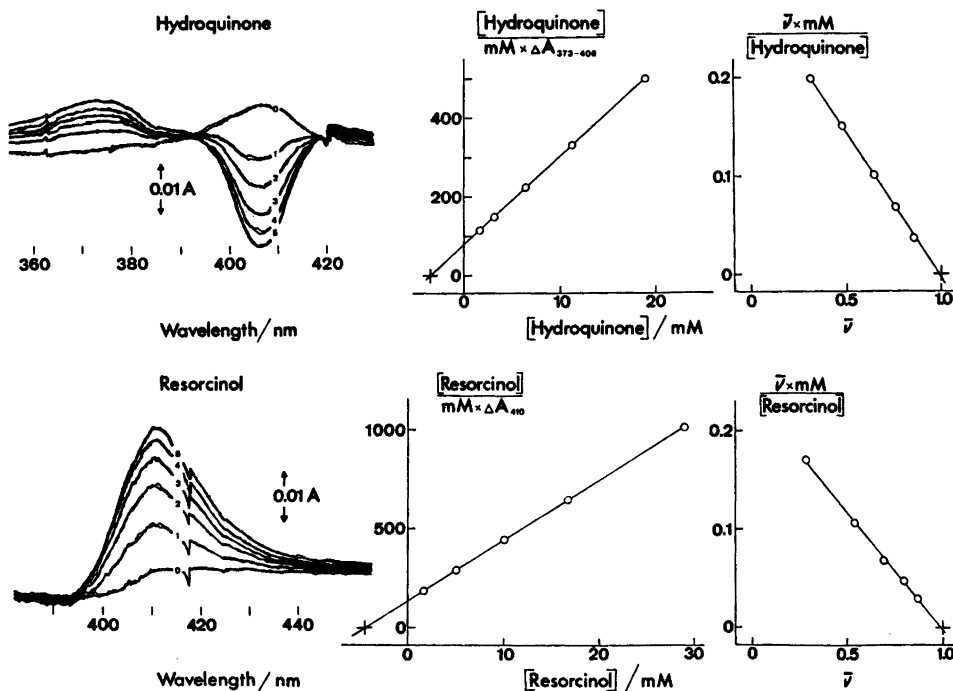 Hydroquinone
0
1
2
3
4
5
0.01A
360
380
400
420
Wavelength/nm
[Hydroquinone]
mM × ΔA373-406
400
200
0
0
10
20
[Hydroquinone] / mM
ν̄×mM
[Hydroquinone]
0.2
0.1
0
0
0.5
1.0
ν̄
Resorcinol
5
4
3
2
1
0
0.01A
400
420
440
Wavelength/nm
[Resorcinol]
mM × ΔA410
1000
500
0
0
10
20
30
[Resorcinol] / mM
ν̄×mM
[Resorcinol]
0.2
0.1
0
0
0.5
1.0
ν̄